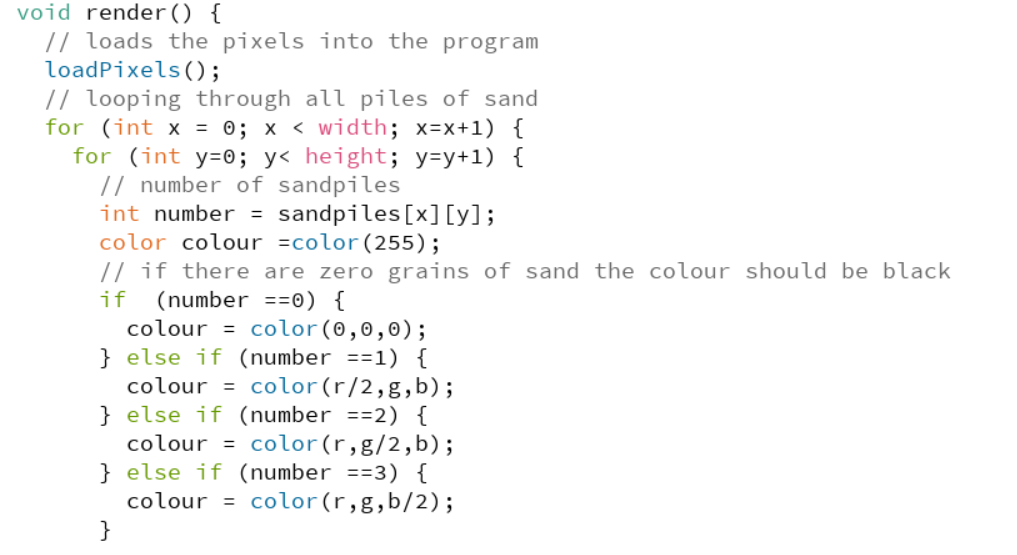 void render() {
  // loads the pixels into the program
  loadPixels();
  // looping through all piles of sand
  for (int x = 0; x < width; x=x+1) {
    for (int y=0; y< height; y=y+1) {
      // number of sandpiles
      int number = sandpiles[x][y];
      color colour =color(255);
      // if there are zero grains of sand the colour should be black
      if  (number ==0) {
        colour = color(0,0,0);
      } else if (number ==1) {
        colour = color(r/2,g,b);
      } else if (number ==2) {
        colour = color(r,g/2,b);
      } else if (number ==3) {
        colour = color(r,g,b/2);
      }